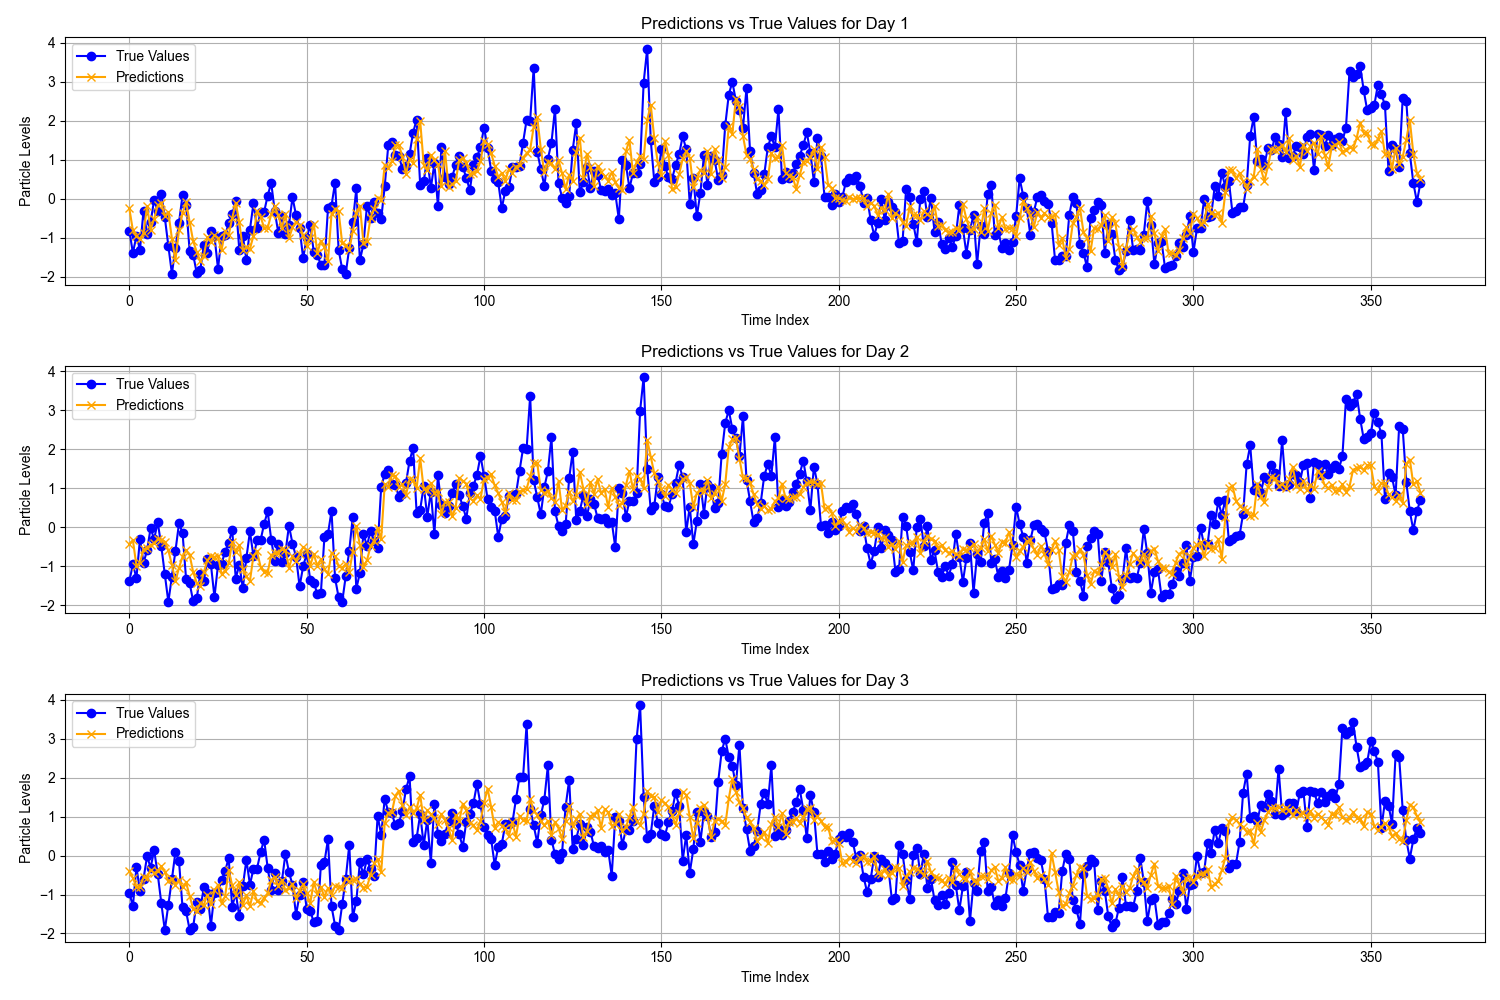 Predictions vs True Values for Day 1
True Values
Predictions
Particle Levels
4
3
2
1
0
−1
−2
0 50 100 150 200 250 300 350
Time Index
Predictions vs True Values for Day 2
True Values
Predictions
Particle Levels
4
3
2
1
0
−1
−2
0 50 100 150 200 250 300 350
Time Index
Predictions vs True Values for Day 3
True Values
Predictions
Particle Levels
4
3
2
1
0
−1
−2
0 50 100 150 200 250 300 350
Time Index